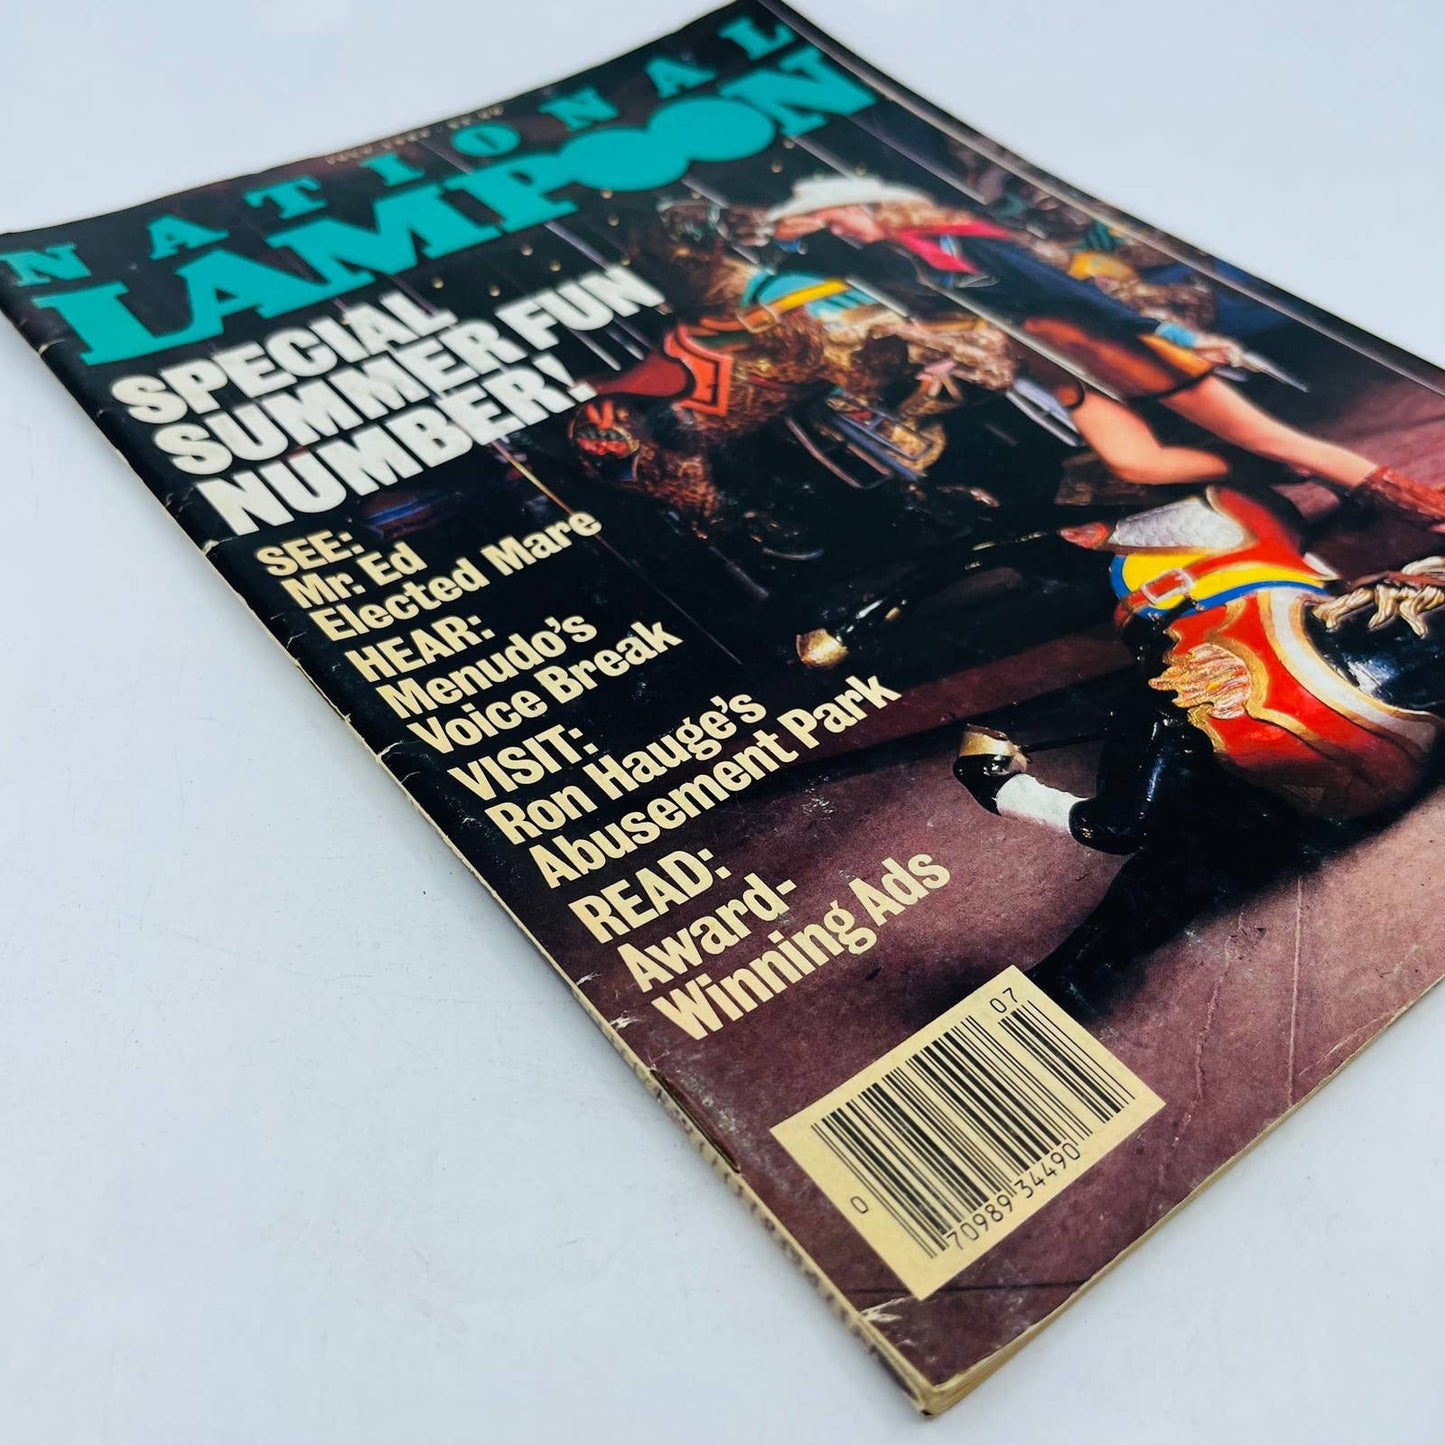 NATIONAL
LAMPOON
SPECIAL
SUMMER FUN
NUMBER!
SEE:
Mr. Ed
Elected Mare
HEAR:
Menudo's
Voice Break
VISIT:
Ron Hauge's
Abusement Park
READ:
Award-
Winning Ads
07
0
70989 34490